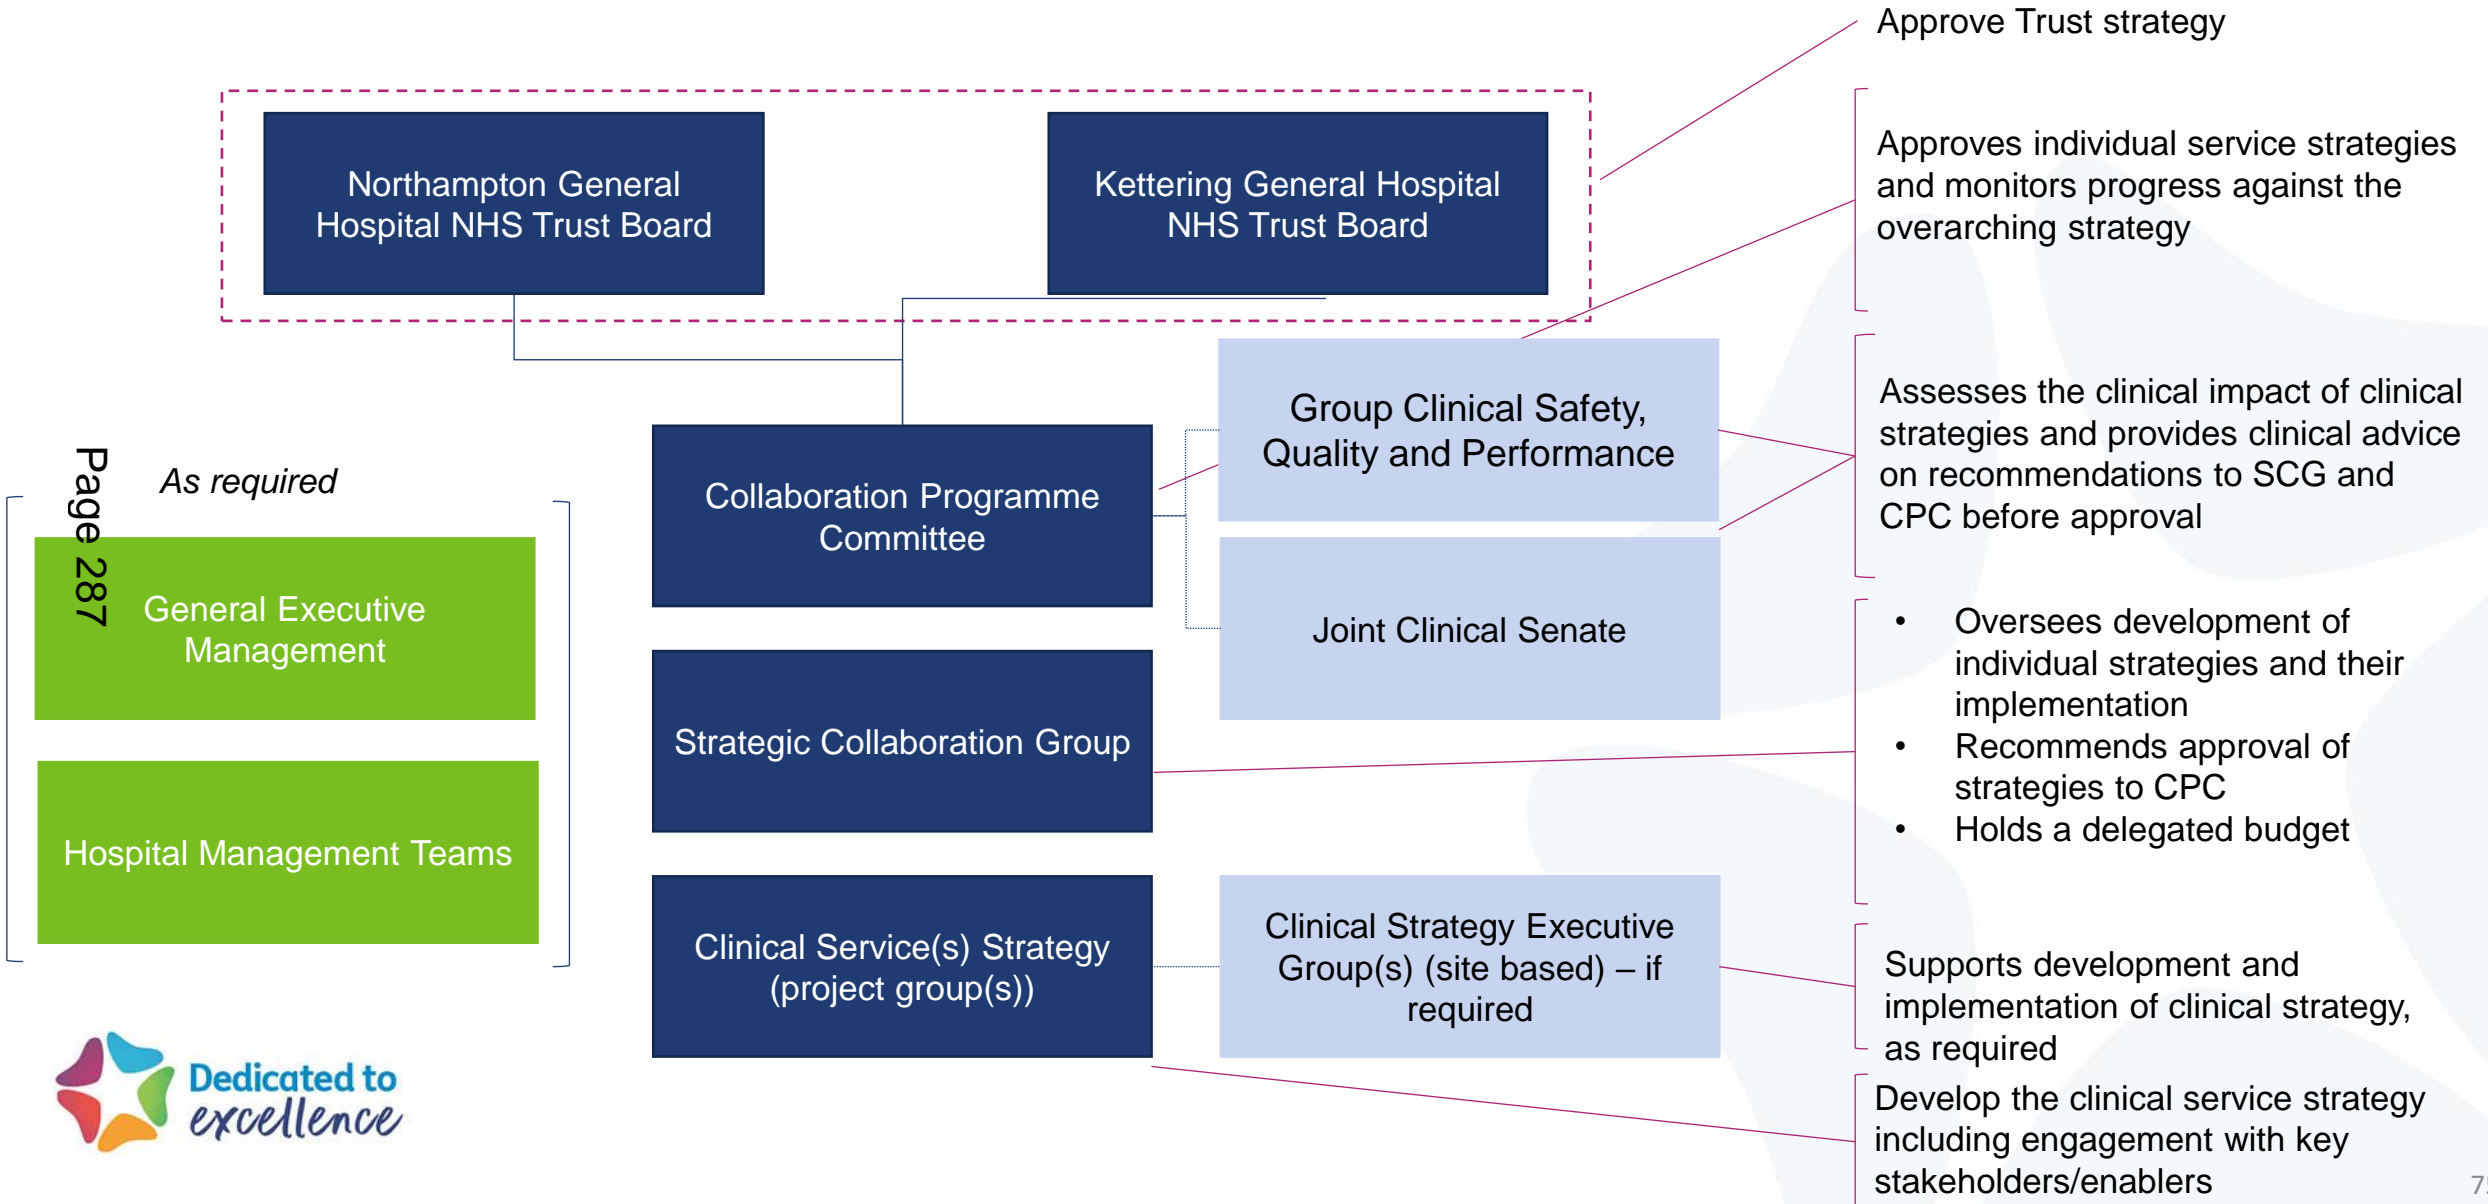 Approve Trust strategy
Northampton General
Hospital NHS Trust Board
Kettering General Hospital
NHS Trust Board
Approves individual service strategies
and monitors progress against the
overarching strategy
Group Clinical Safety,
Quality and Performance
Assesses the clinical impact of clinical
strategies and provides clinical advice
on recommendations to SCG and
CPC before approval
Page 287
As required
Collaboration Programme
Committee
General Executive
Management
Joint Clinical Senate
• Oversees development of
individual strategies and their
implementation
• Recommends approval of
strategies to CPC
• Holds a delegated budget
Strategic Collaboration Group
Hospital Management Teams
Clinical Service(s) Strategy
(project group(s))
Clinical Strategy Executive
Group(s) (site based) – if
required
Supports development and
implementation of clinical strategy,
as required
Dedicated to
excellence
Develop the clinical service strategy
including engagement with key
stakeholders/enablers